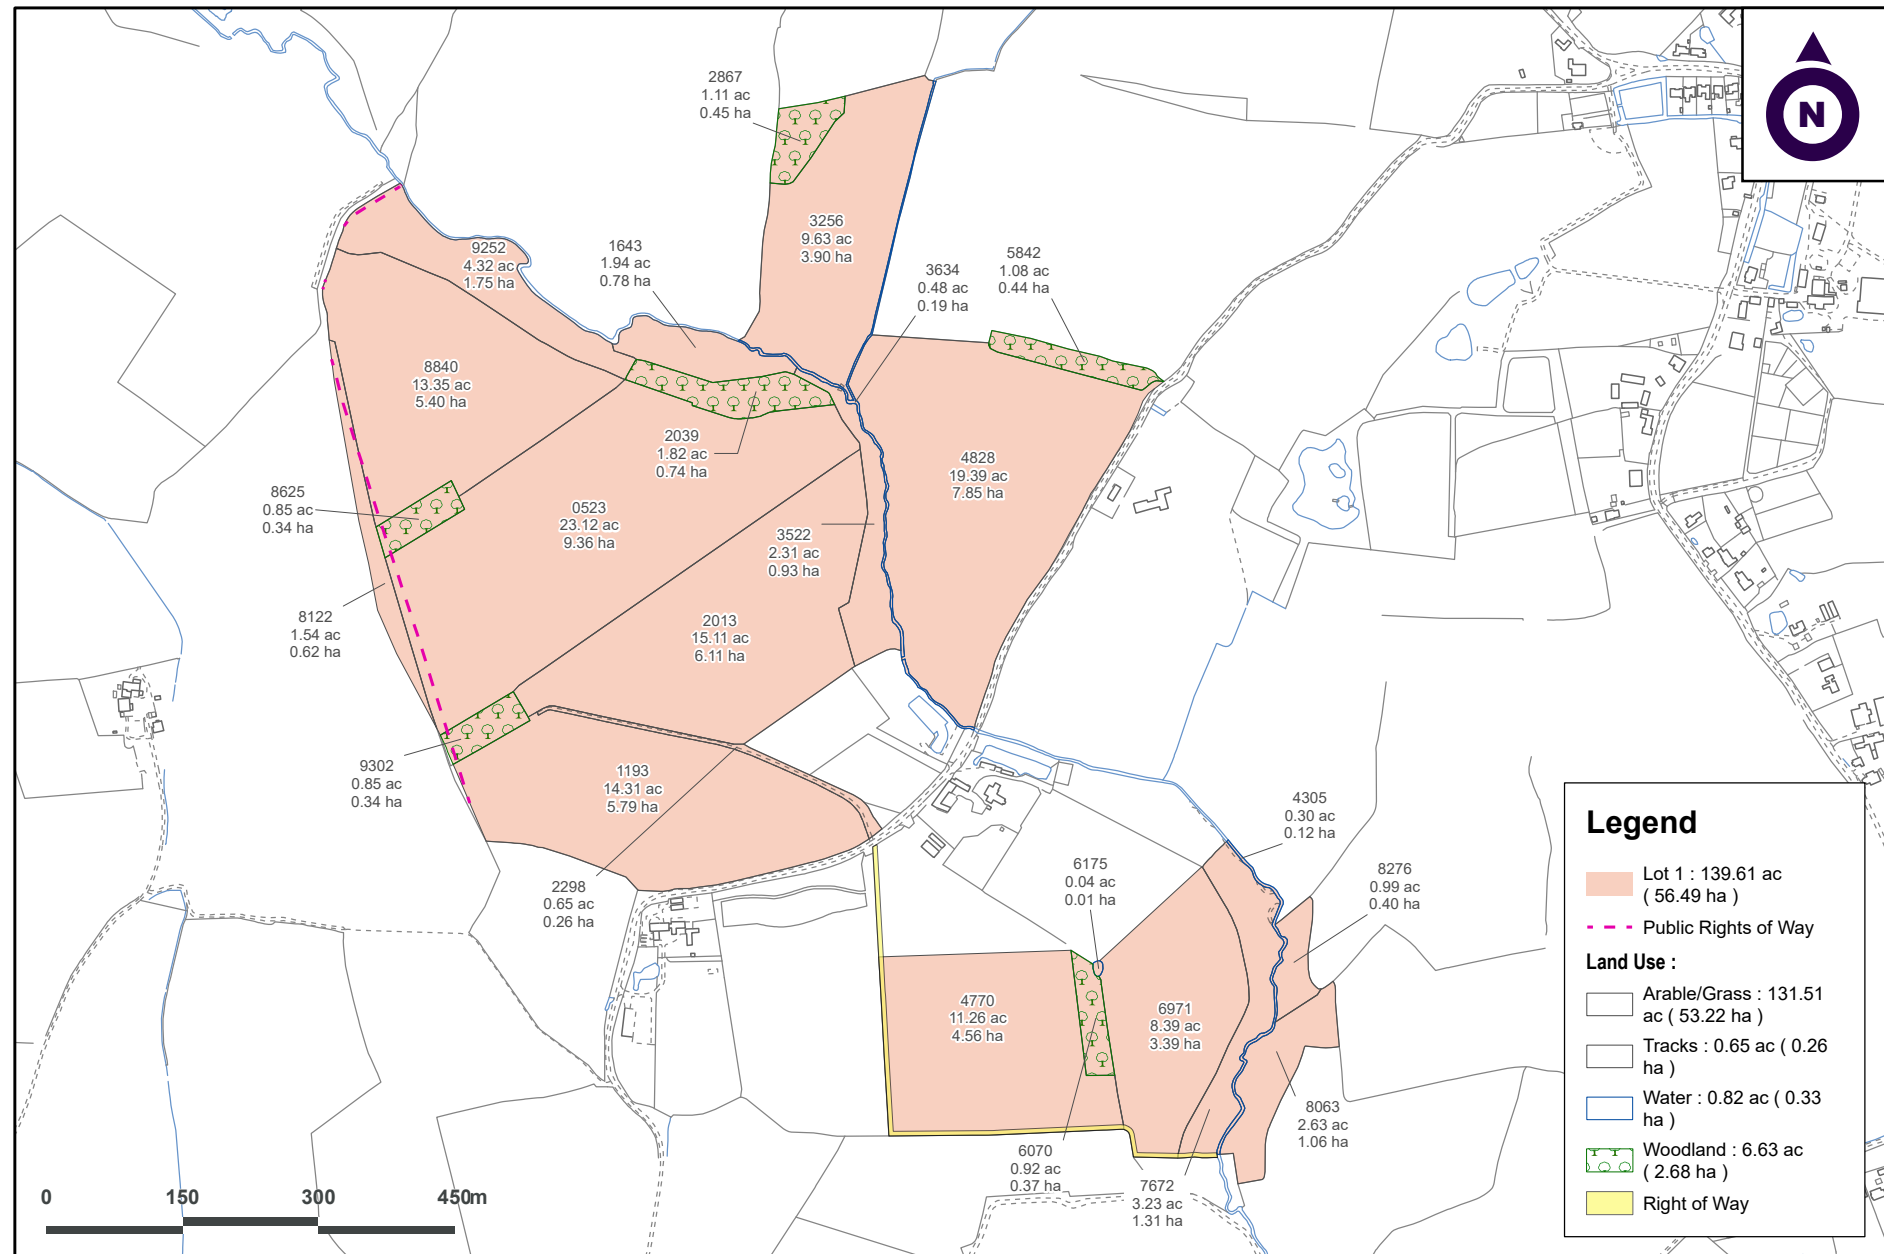 N
2867
1.11 ac
0.45 ha
3256
9.63 ac
3.90 ha
9252
4.32 ac
1.75 ha
1643
1.94 ac
0.78 ha
3634
0.48 ac
0.19 ha
5842
1.08 ac
0.44 ha
8840
13.35 ac
5.40 ha
2039
1.82 ac
0.74 ha
4828
19.39 ac
7.85 ha
8625
0.85 ac
0.34 ha
0523
23.12 ac
9.36 ha
3522
2.31 ac
0.93 ha
8122
1.54 ac
0.62 ha
2013
15.11 ac
6.11 ha
9302
0.85 ac
0.34 ha
1193
14.31 ac
5.79 ha
2298
0.65 ac
0.26 ha
4305
0.30 ac
0.12 ha
6175
0.04 ac
0.01 ha
8276
0.99 ac
0.40 ha
4770
11.26 ac
4.56 ha
6971
8.39 ac
3.39 ha
8063
2.63 ac
1.06 ha
6070
0.92 ac
0.37 ha
7672
3.23 ac
1.31 ha
0 150 300 450m
Legend
Lot 1 : 139.61 ac
( 56.49 ha )
Public Rights of Way
Land Use :
Arable/Grass : 131.51
ac ( 53.22 ha )
Tracks : 0.65 ac ( 0.26
ha )
Water : 0.82 ac ( 0.33
ha )
Woodland : 6.63 ac
( 2.68 ha )
Right of Way